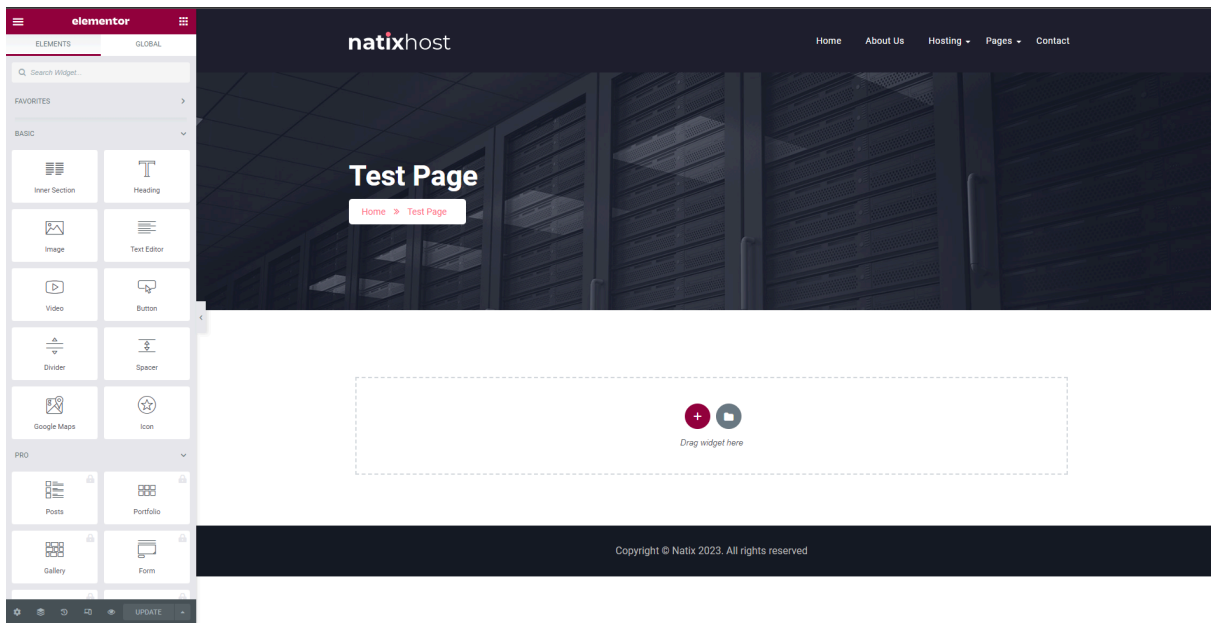 elementor
ELEMENTS GLOBAL
Search Widget...
FAVORITES
BASIC
Inner Section Heading
Image Text Editor
Video Button
Divider Spacer
Google Maps Icon
PRO
Posts Portfolio
Gallery Form
UPDATE
natixhost
Home About Us Hosting Pages Contact
Test Page
Home » Test Page
Drag widget here
Copyright © Natix 2023. All rights reserved